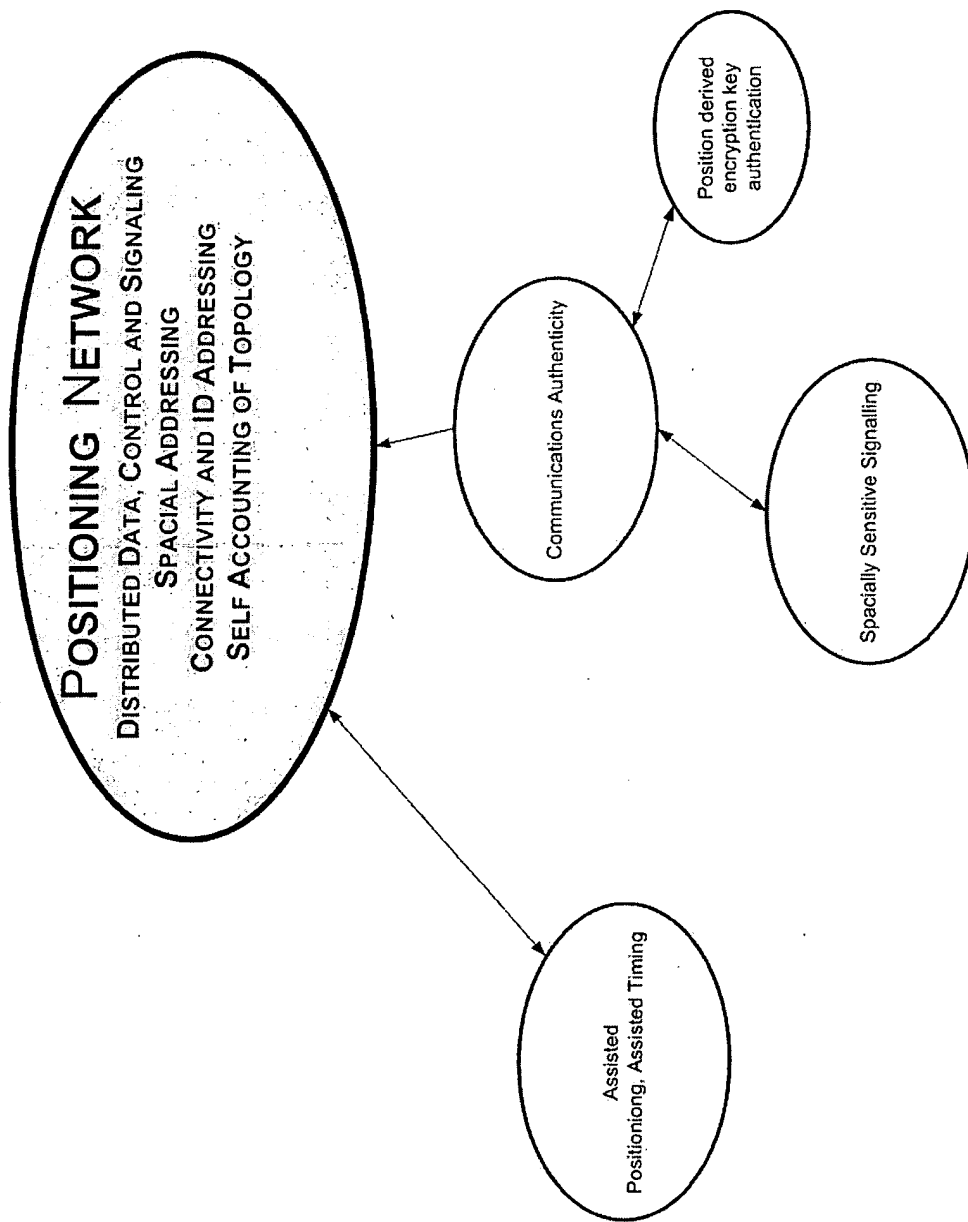 POSITIONING NETWORK
DISTRIBUTED DATA, CONTROL AND SIGNALING
SPACIAL ADDRESSING
CONNECTIVITY AND ID ADDRESSING
SELF ACCOUNTING OF TOPOLOGY
Assisted
Positioniong, Assisted Timing
Communications Authenticity
Spacially Sensitive Signalling
Position derived
encryption key
authentication